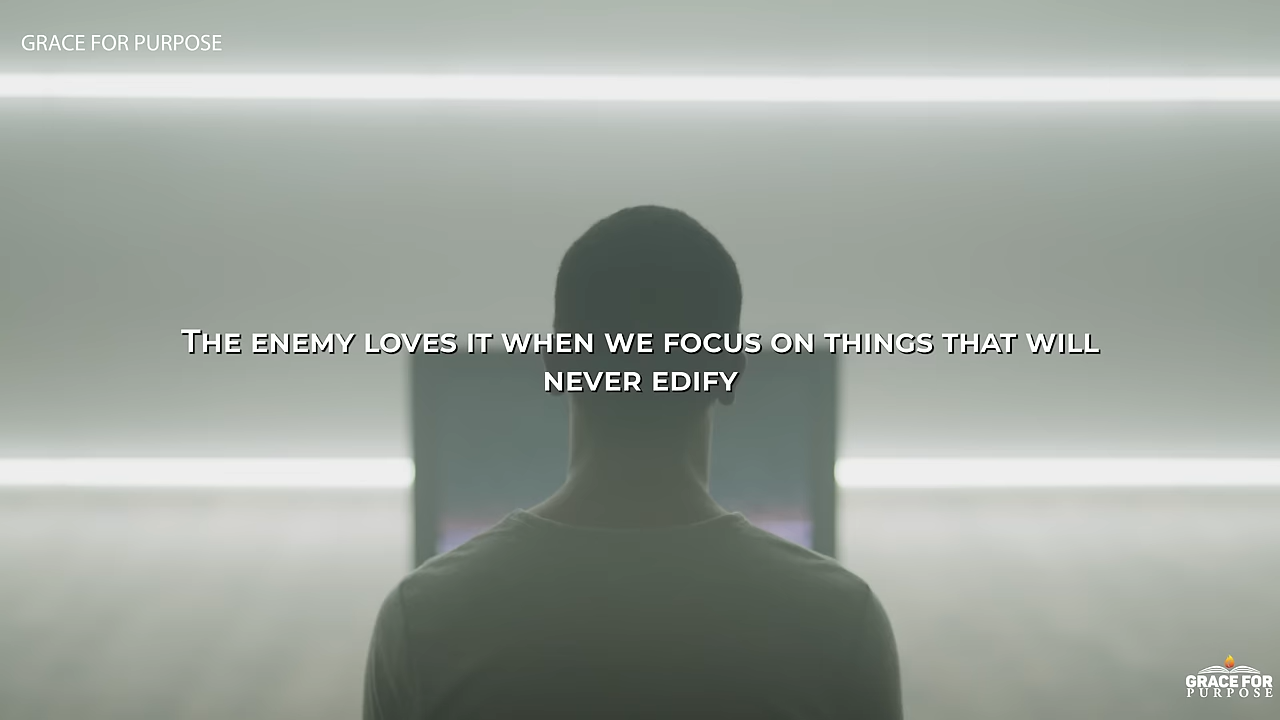 GRACE FOR PURPOSE
THE ENEMY LOVES IT WHEN WE FOCUS ON THINGS THAT WILL
NEVER EDIFY
GRACE FOR
PURPOSE